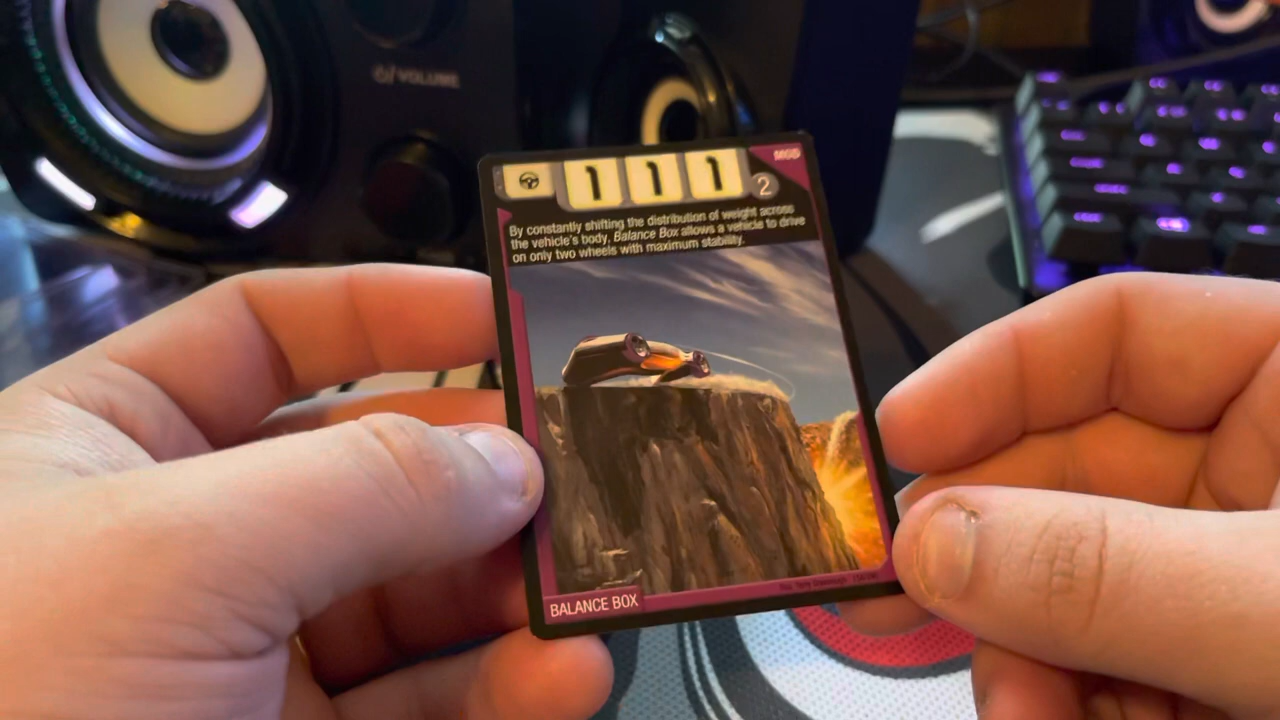 VOLUME
1 1 1 2 MOD
By constantly shifting the distribution of weight across
the vehicle's body, Balance Box allows a vehicle to drive
on only two wheels with maximum stability.
BALANCE BOX